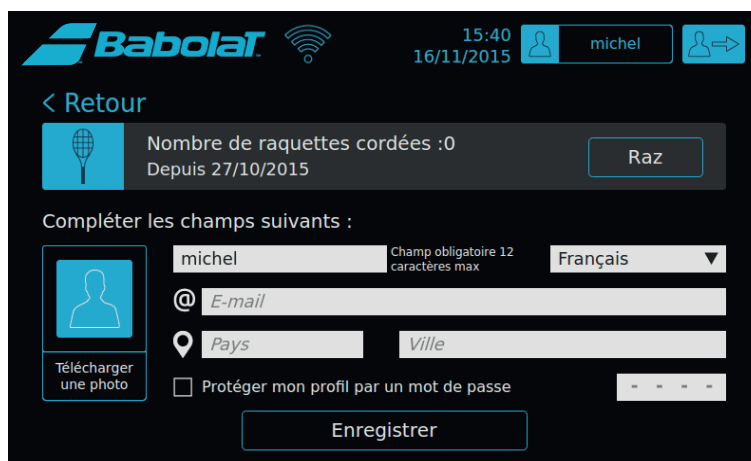 BabolaT
15:40
16/11/2015
michel
< Retour
Nombre de raquettes cordées :0
Depuis 27/10/2015
Raz
Compléter les champs suivants :
michel
Champ obligatoire 12
caractères max
Français
@ E-mail
Pays
Ville
Télécharger
une photo
Protéger mon profil par un mot de passe
- - - -
Enregistrer